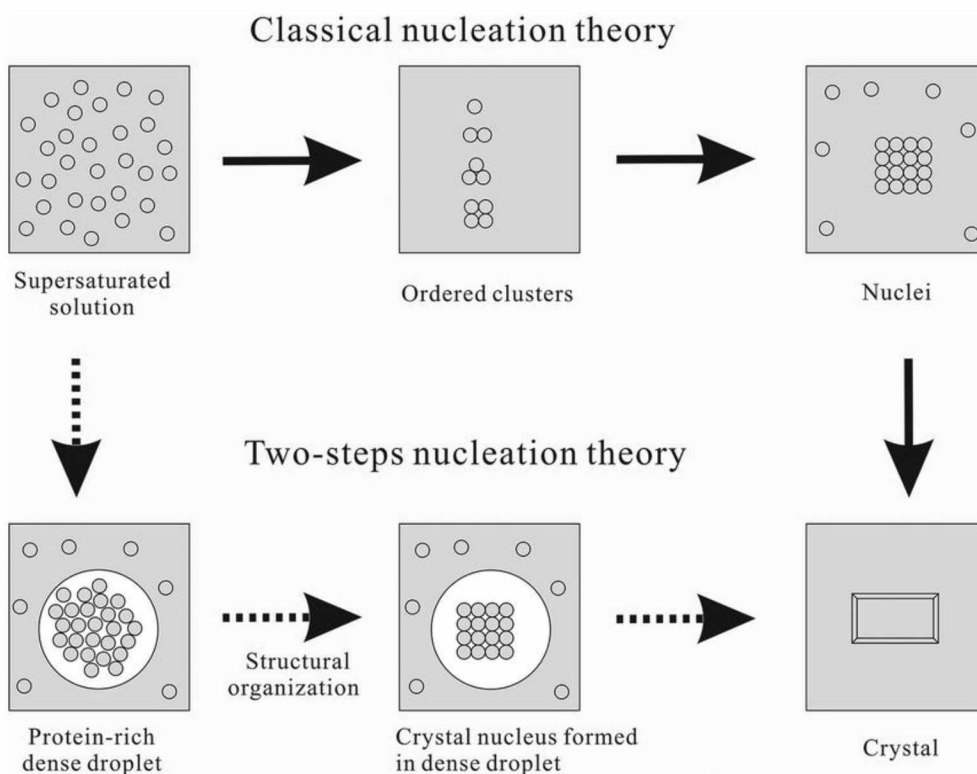 Classical nucleation theory
Supersaturated
solution
Ordered clusters
Nuclei
Two-steps nucleation theory
Structural
organization
Protein-rich
dense droplet
Crystal nucleus formed
in dense droplet
Crystal